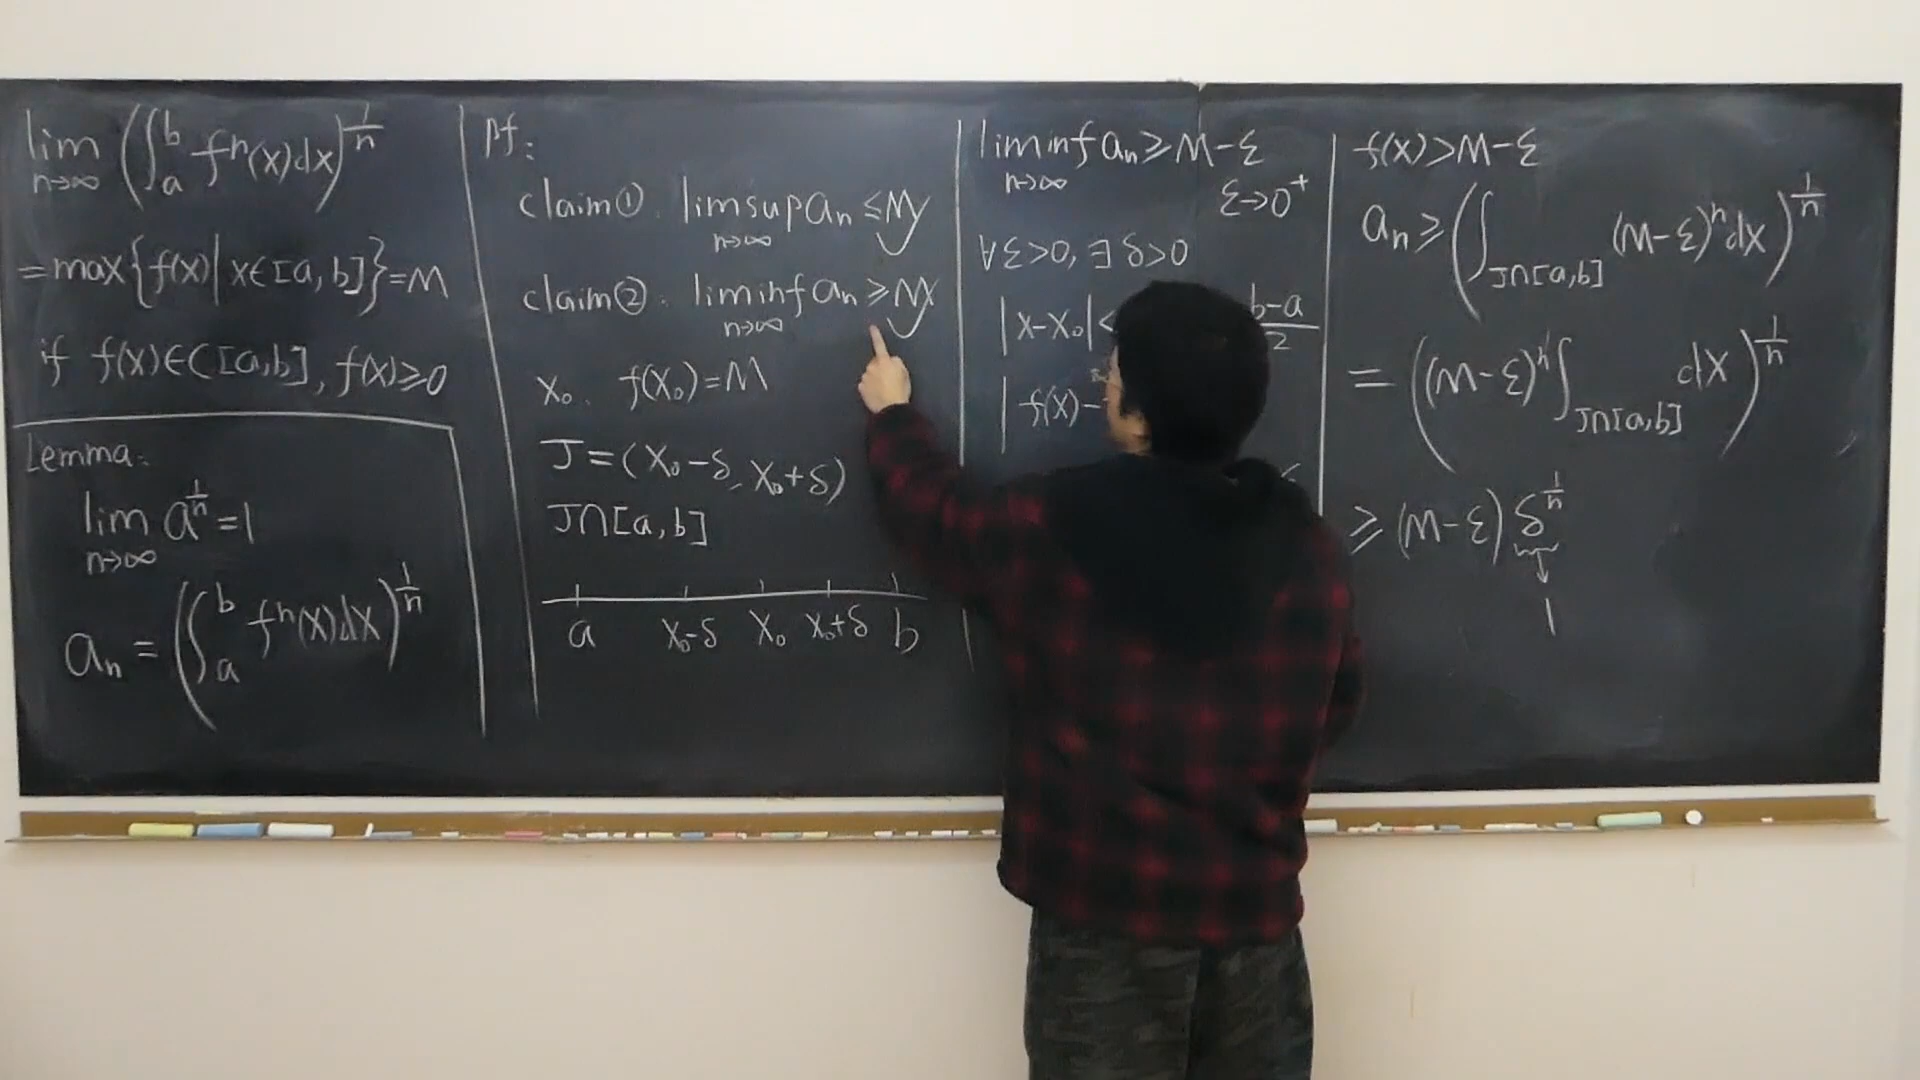 lim n→∞ (∫_a^b fⁿ(x)dx)^{1/n}
=max{f(x)|x∈[a,b]}=M
if f(x)∈C[a,b], f(x)≥0
Lemma:
lim n→∞ a^{1/n}=1
aₙ=(∫_a^b fⁿ(x)dx)^{1/n}
pf:
claim①. limsup n→∞ aₙ≤M
claim②. liminf n→∞ aₙ≥M
x₀. f(x₀)=M
J=(x₀-δ, x₀+δ)
J∩[a,b]
a x₀-δ x₀ x₀+δ b
liminf n→∞ aₙ≥M-ε
ε→0⁺
∀ε>0, ∃δ<0
|x-x₀|< b-a/2
|f(x)-
f(x)>M-ε
aₙ≥(∫_{J∩[a,b]} (M-ε)ⁿdx)^{1/n}
=((M-ε)ⁿ∫_{J∩[a,b]} dx)^{1/n}
≥(M-ε)δ^{1/n}
↓
1